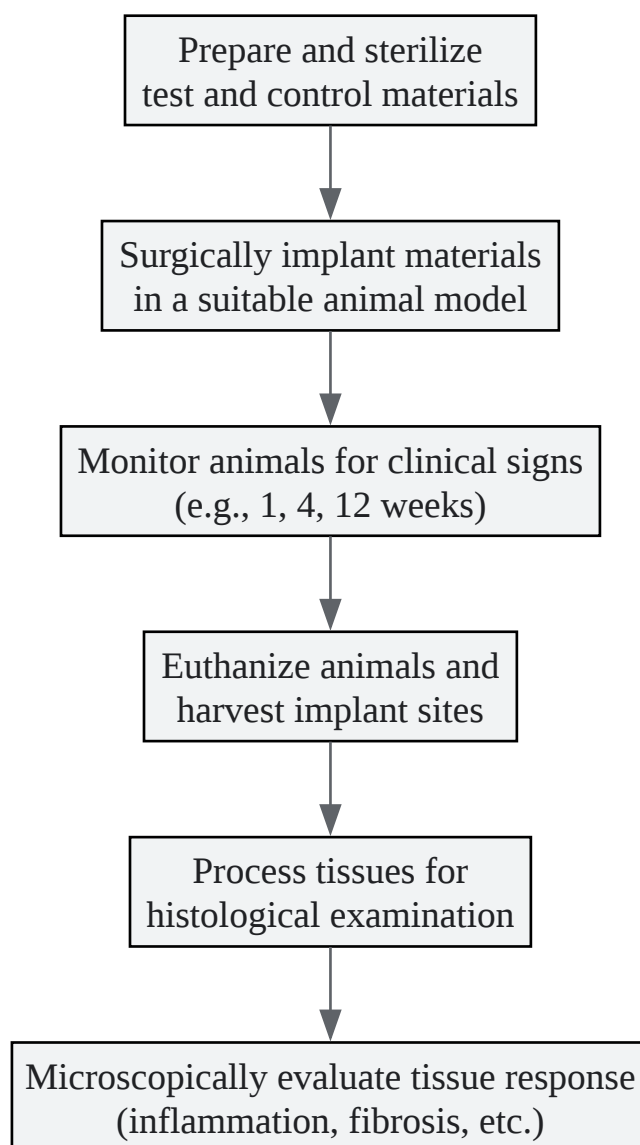 Prepare and sterilize
test and control materials
Surgically implant materials
in a suitable animal model
Monitor animals for clinical signs
(e.g., 1, 4, 12 weeks)
Euthanize animals and
harvest implant sites
Process tissues for
histological examination
Microscopically evaluate tissue response
(inflammation, fibrosis, etc.)